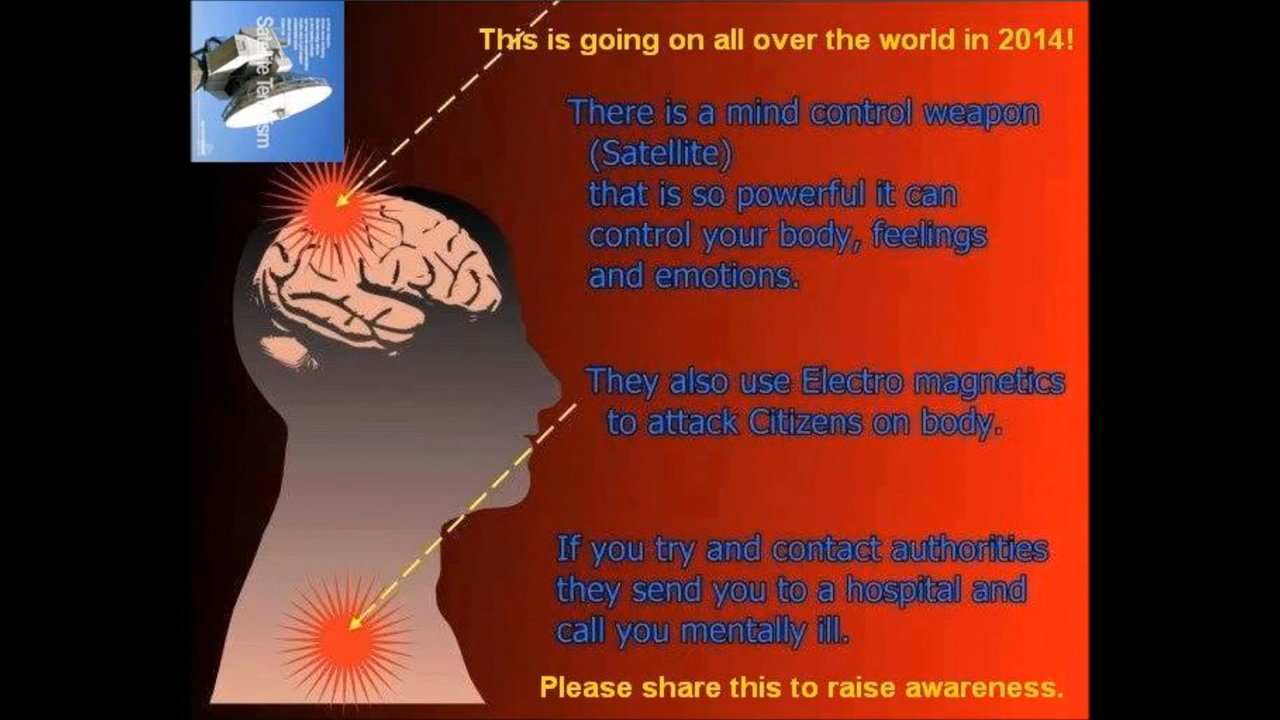 This is going on all over the world in 2014!
Satellite Terrorism
There is a mind control weapon
(Satellite)
that is so powerful it can
control your body, feelings
and emotions.
They also use Electro magnetics
to attack Citizens on body.
If you try and contact authorities
they send you to a hospital and
call you mentally ill.
Please share this to raise awareness.